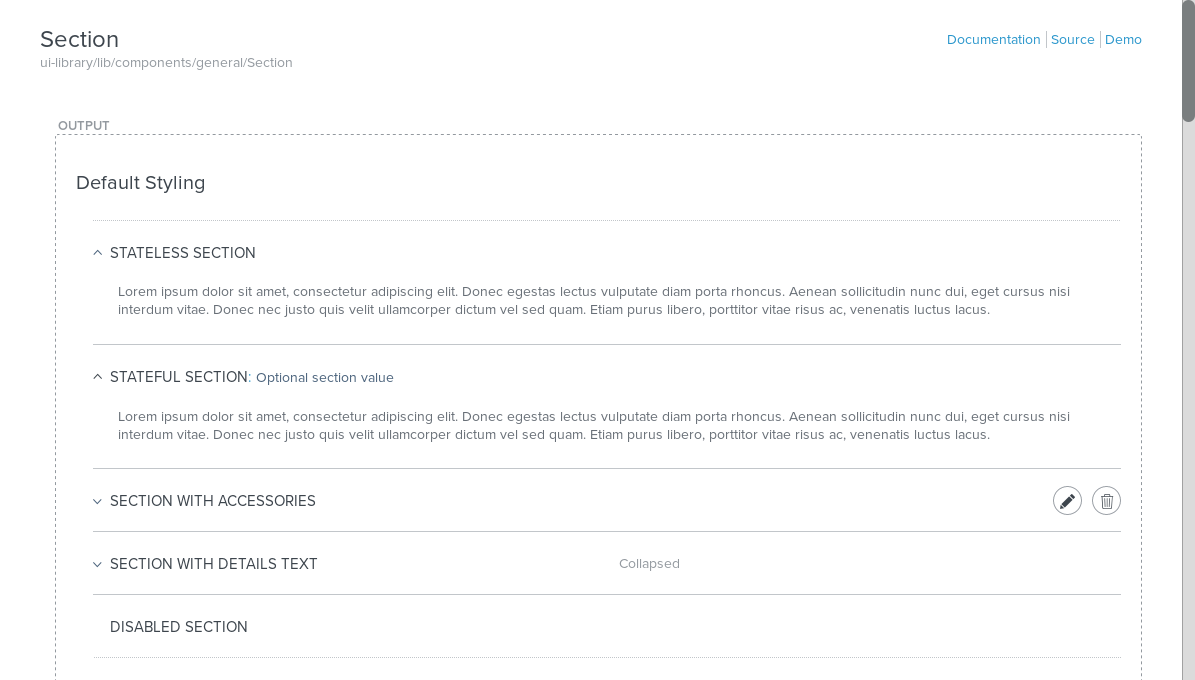 Section
Documentation Source Demo
ui-library/lib/components/general/Section
OUTPUT
Default Styling
STATELESS SECTION
Lorem ipsum dolor sit amet, consectetur adipiscing elit. Donec egestas lectus vulputate diam porta rhoncus. Aenean sollicitudin nunc dui, eget cursus nisi
interdum vitae. Donec nec justo quis velit ullamcorper dictum vel sed quam. Etiam purus libero, porttitor vitae risus ac, venenatis luctus lacus.
STATEFUL SECTION: Optional section value
Lorem ipsum dolor sit amet, consectetur adipiscing elit. Donec egestas lectus vulputate diam porta rhoncus. Aenean sollicitudin nunc dui, eget cursus nisi
interdum vitae. Donec nec justo quis velit ullamcorper dictum vel sed quam. Etiam purus libero, porttitor vitae risus ac, venenatis luctus lacus.
SECTION WITH ACCESSORIES
SECTION WITH DETAILS TEXT Collapsed
DISABLED SECTION